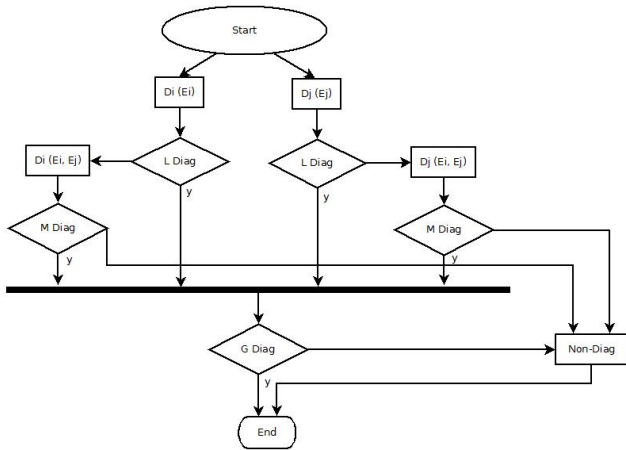 Start
Di (Ei)
Dj (Ej)
Di (Ei, Ej)
L Diag
L Diag
Dj (Ei, Ej)
y
y
M Diag
M Diag
y
y
G Diag
Non-Diag
y
End